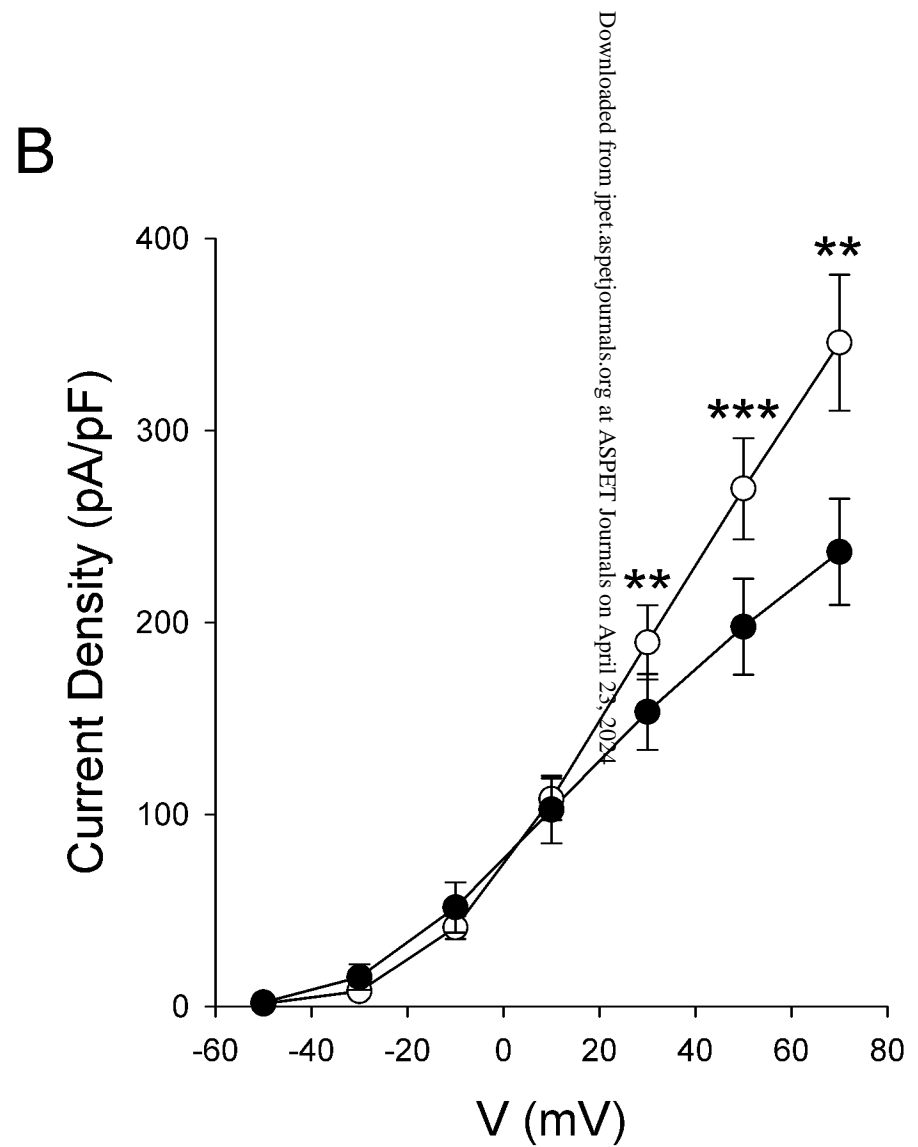 Downloaded from jpet.aspetjournals.org at ASPET Journals on April 23, 2024
B
400
**
***
300
**
200
100
0
Current Density (pA/pF)
-60 -40 -20 0 20 40 60 80
V (mV)